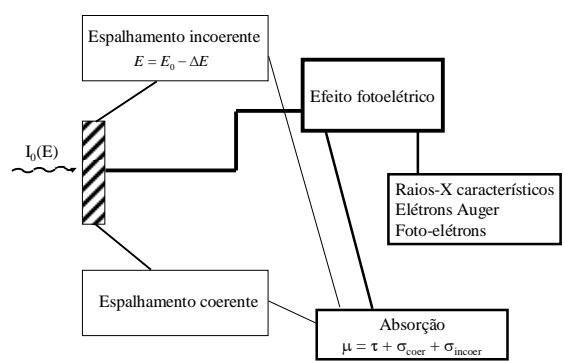 Espalhamento incoerente
E = E₀ − ΔE
Efeito fotoelétrico
I₀(E)
Raios-X característicos
Elétrons Auger
Foto-elétrons
Espalhamento coerente
Absorção
μ = τ + σcoer + σincoer